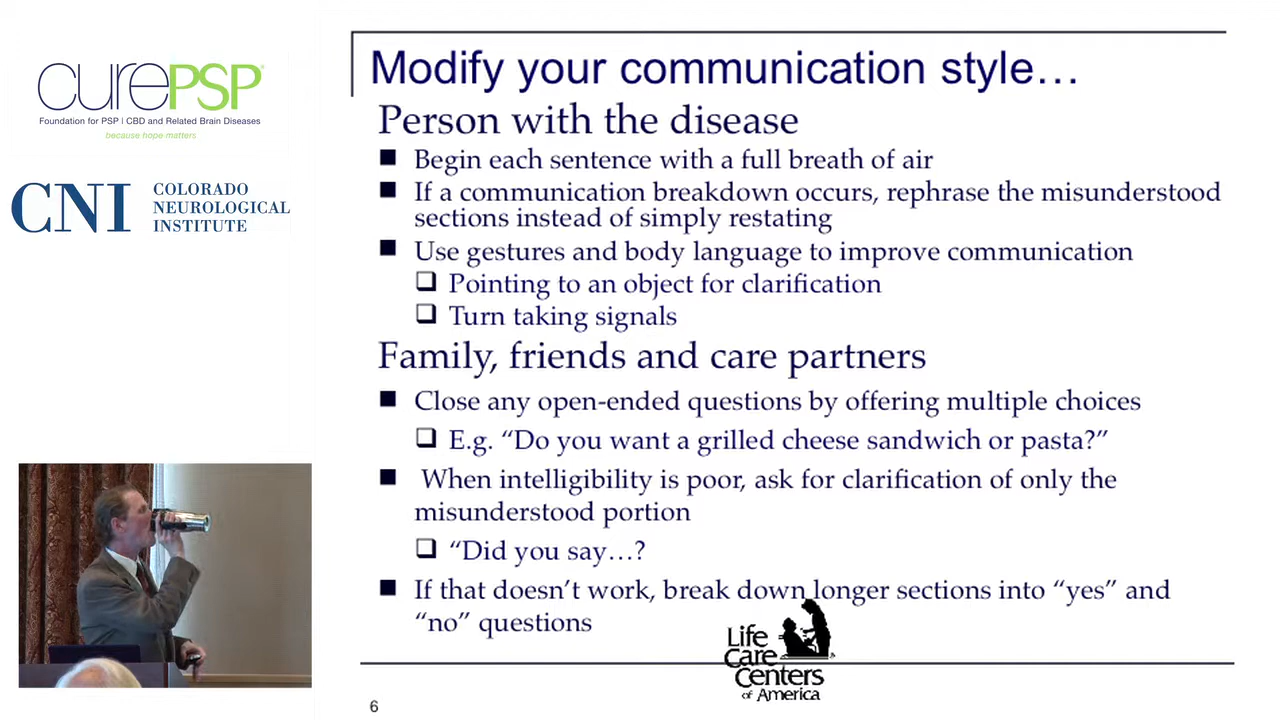 curePSP®
Foundation for PSP | CBD and Related Brain Diseases
because hope matters
CNI COLORADO
NEUROLOGICAL
INSTITUTE
Modify your communication style…
Person with the disease
Begin each sentence with a full breath of air
If a communication breakdown occurs, rephrase the misunderstood
sections instead of simply restating
Use gestures and body language to improve communication
Pointing to an object for clarification
Turn taking signals
Family, friends and care partners
Close any open-ended questions by offering multiple choices
E.g. “Do you want a grilled cheese sandwich or pasta?”
When intelligibility is poor, ask for clarification of only the
misunderstood portion
“Did you say…?
If that doesn’t work, break down longer sections into “yes” and
“no” questions
Life
Care
Centers
of America
6